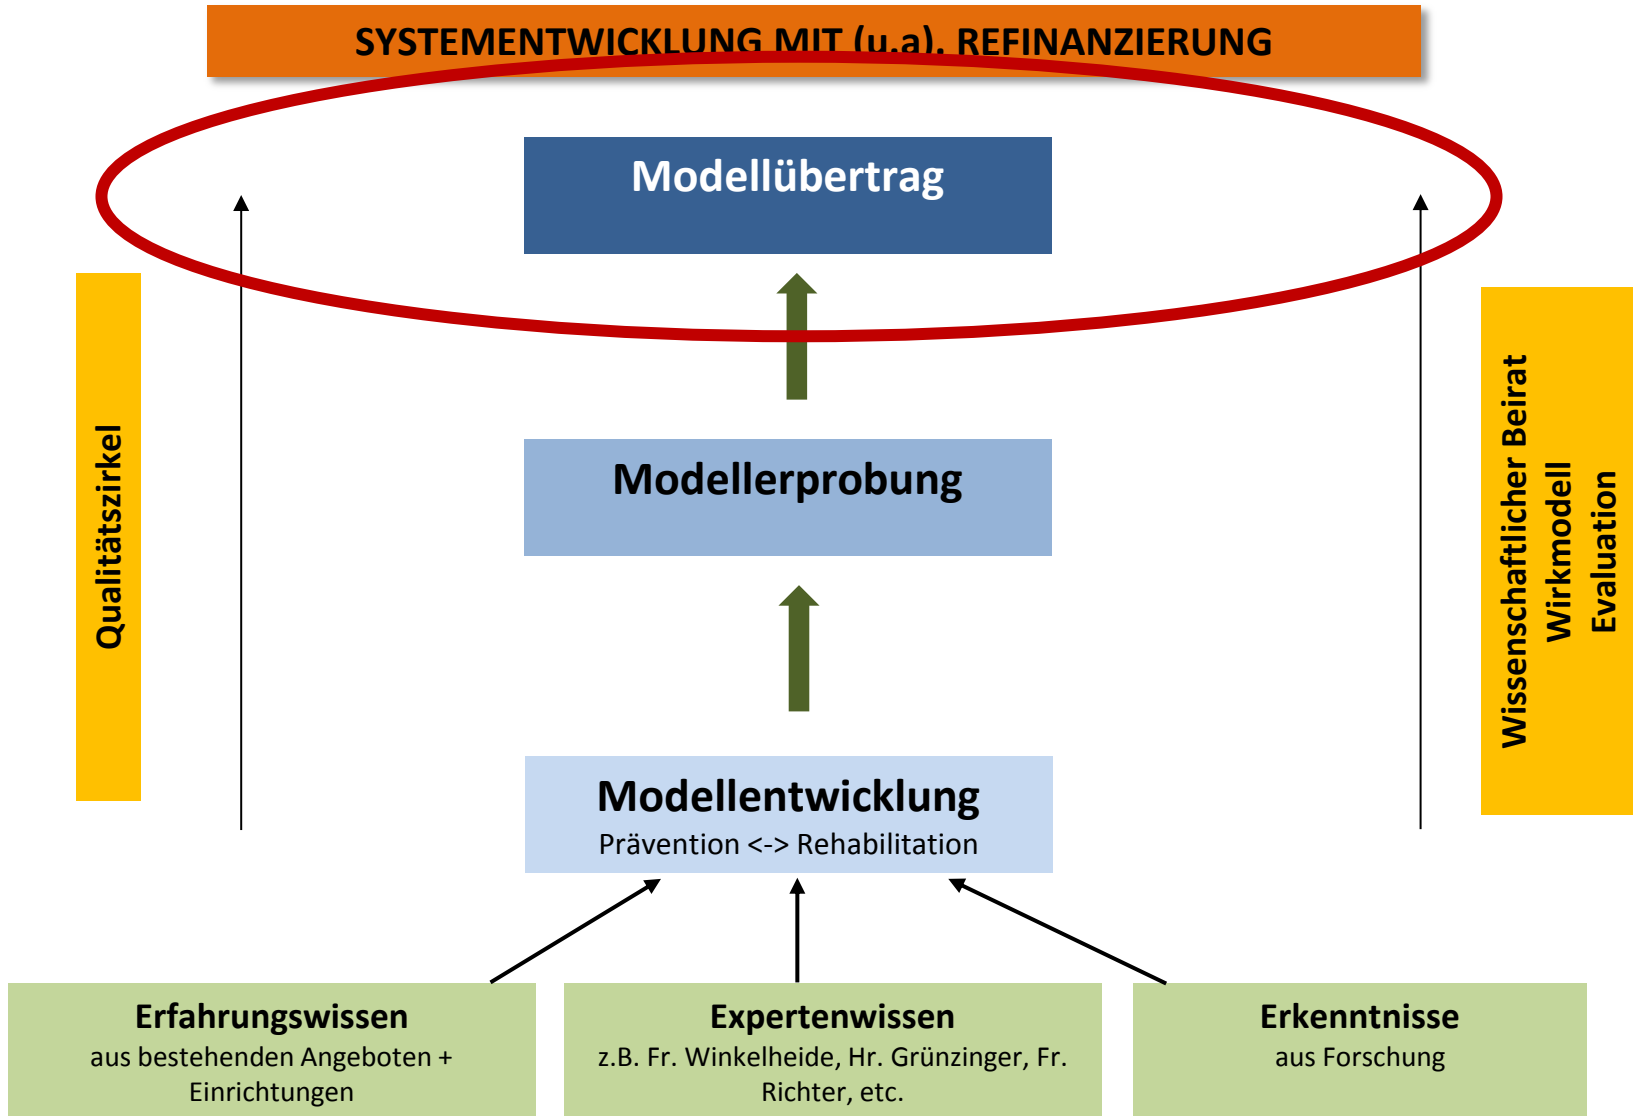 SYSTEMENTWICKLUNG MIT (u.a). REFINANZIERUNG
Modellübertrag
Qualitätszirkel
Wissenschaftlicher Beirat
Wirkmodell
Evaluation
Modellerprobung
Modellentwicklung
Prävention <-> Rehabilitation
Erfahrungswissen
aus bestehenden Angeboten +
Einrichtungen
Expertenwissen
z.B. Fr. Winkelheide, Hr. Grünzinger, Fr.
Richter, etc.
Erkenntnisse
aus Forschung